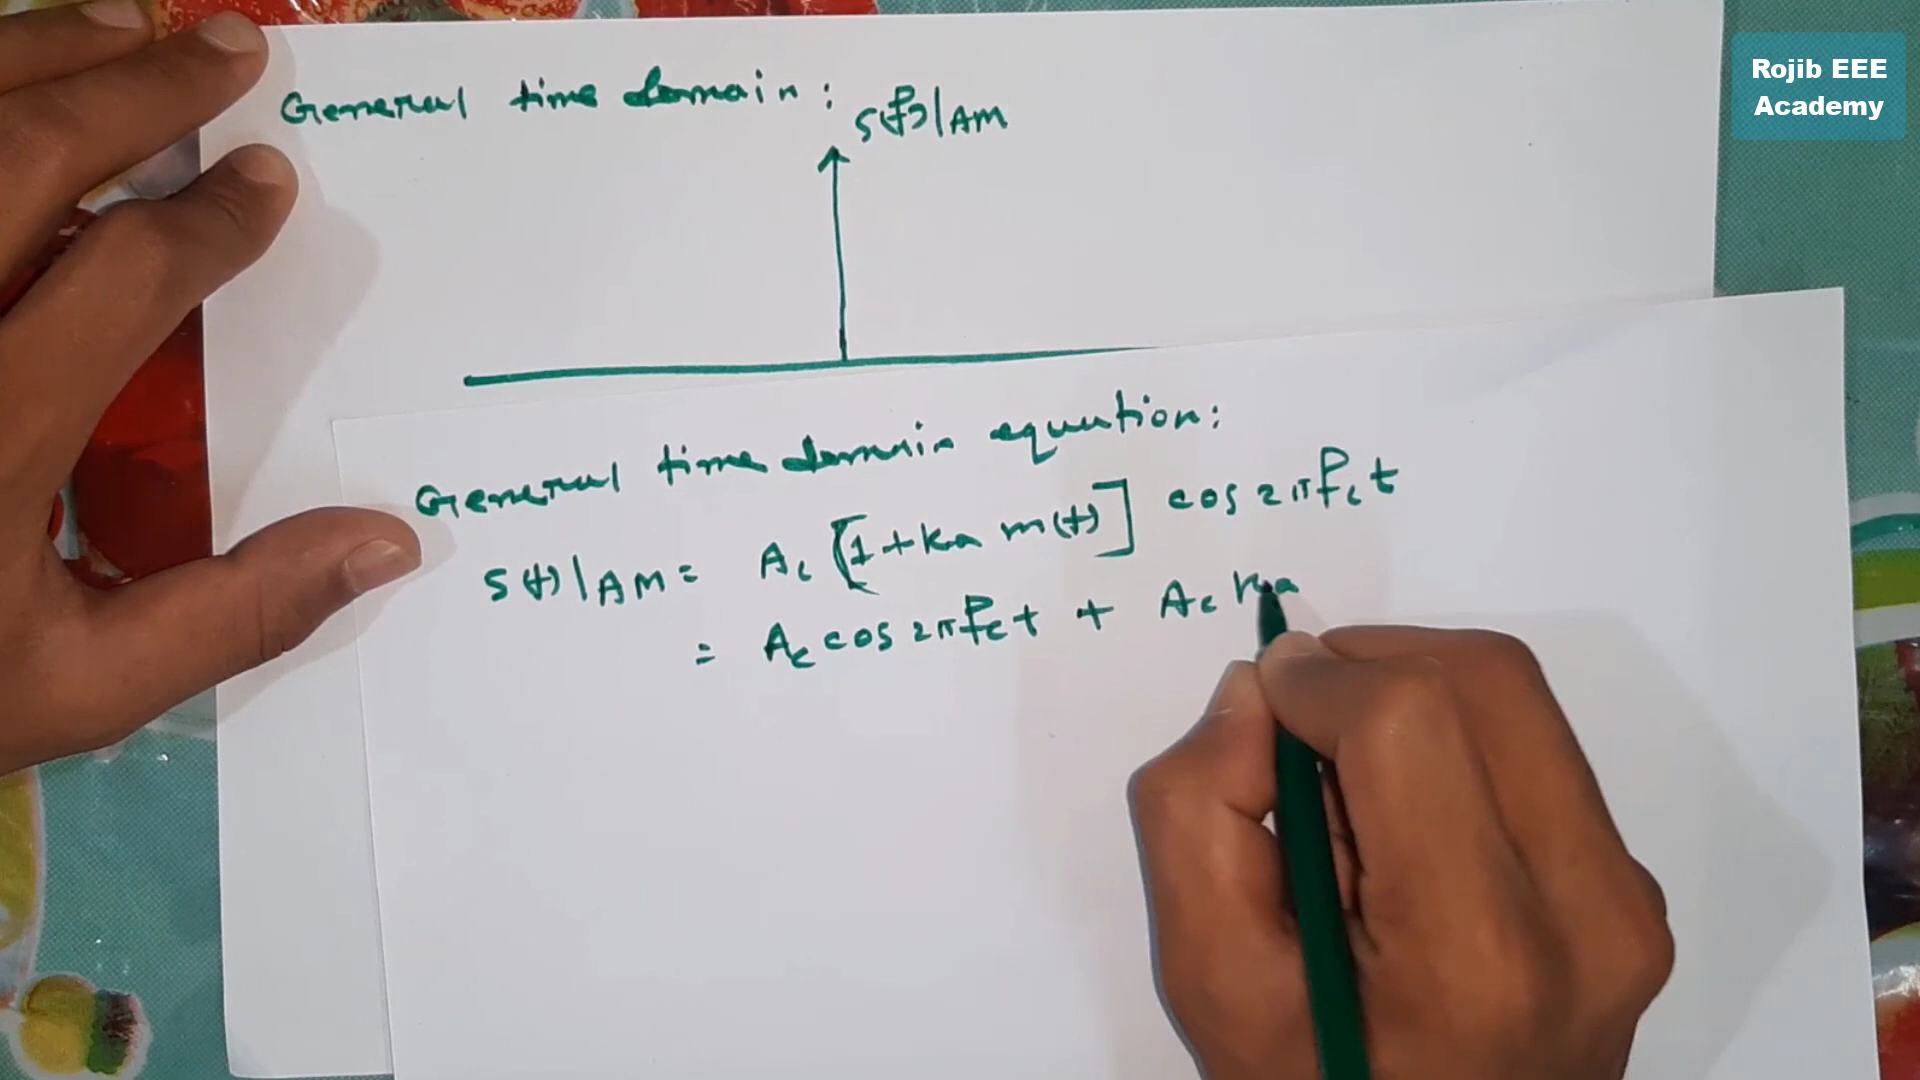 Rojib EEE
Academy
General time domain:
S(f)|AM
General time domain equation:
S(t)|AM = Ac [1+ka m(t)] cos 2πfct
= Ac cos 2πfct + Ac ka